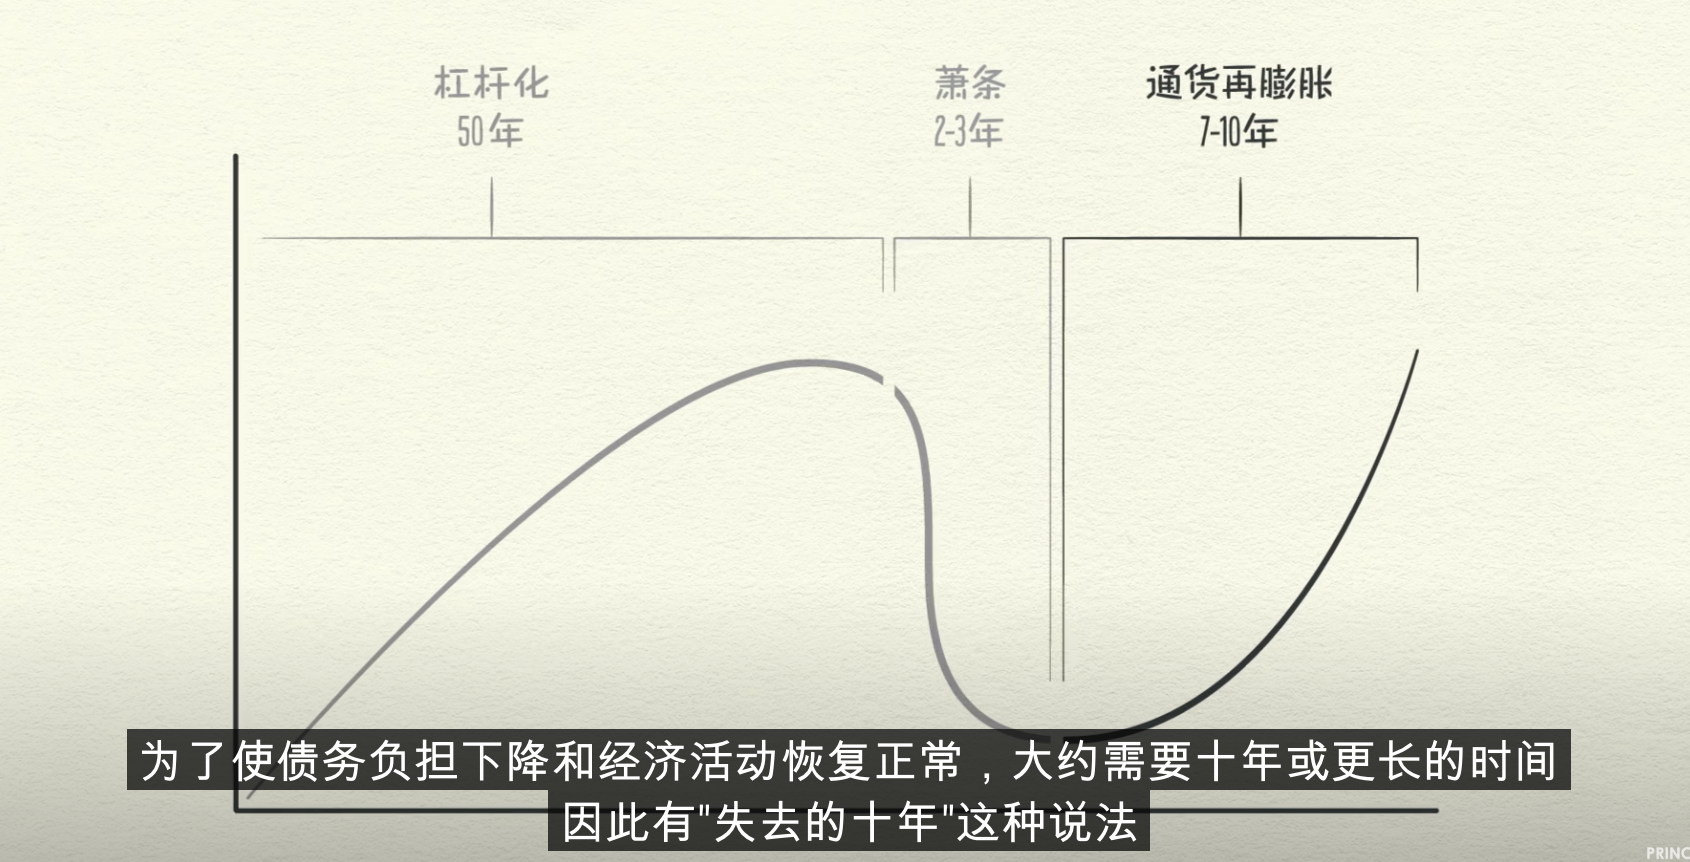 杠杆化
50年
萧条
2-3年
通货再膨胀
7-10年
为了使债务负担下降和经济活动恢复正常，大约需要十年或更长的时间
因此有"失去的十年"这种说法
PRINC